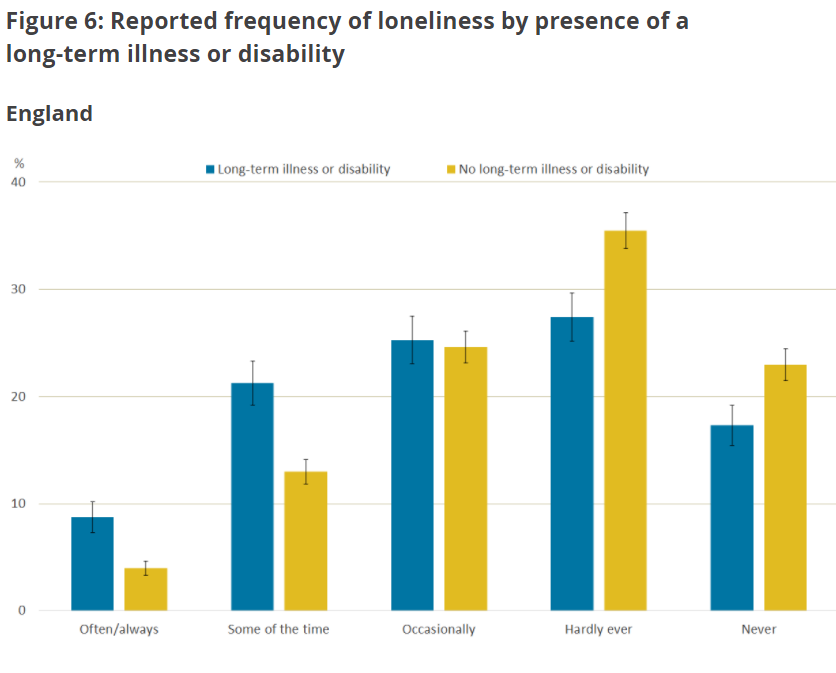 Figure 6: Reported frequency of loneliness by presence of a
long-term illness or disability
England
%
Long-term illness or disability
No long-term illness or disability
40
30
20
10
0
Often/always
Some of the time
Occasionally
Hardly ever
Never